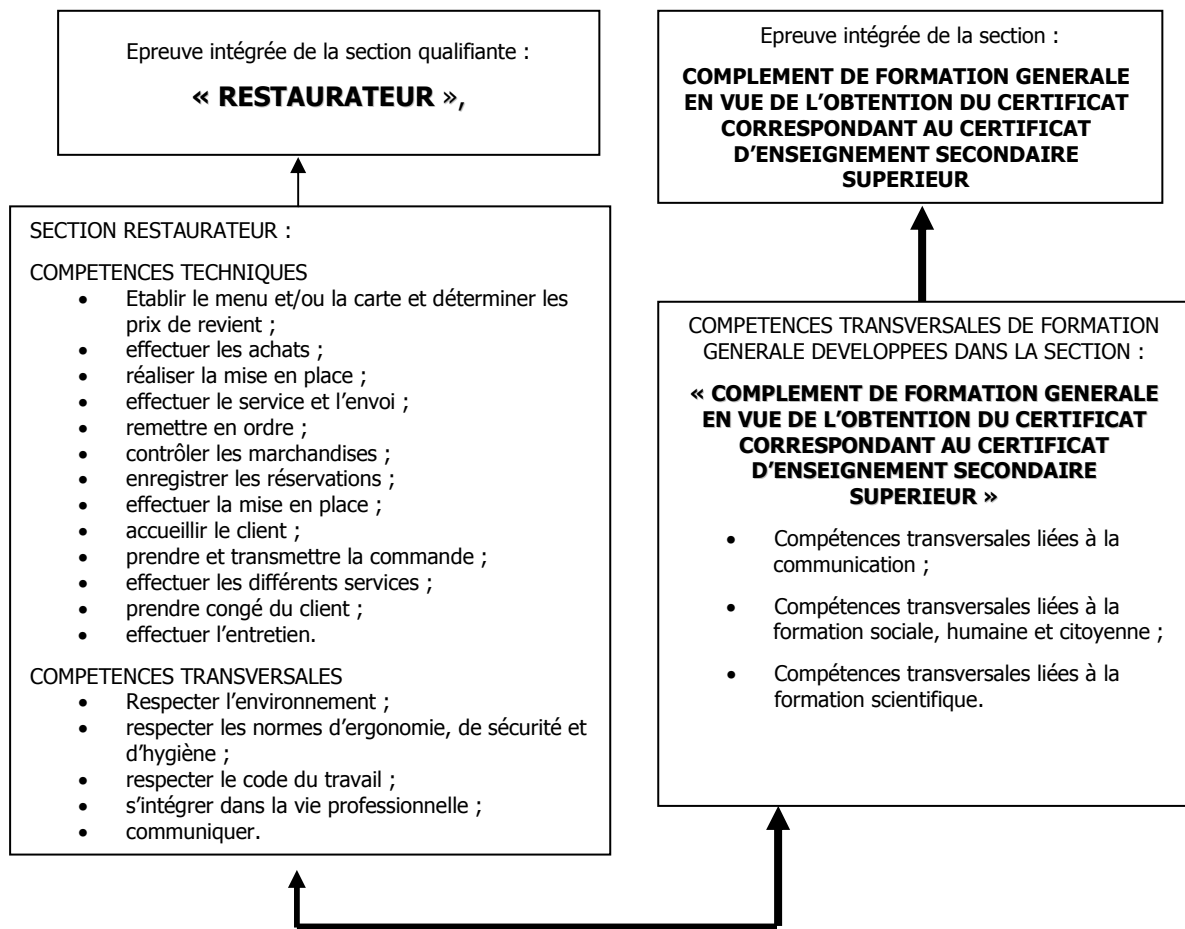 Epreuve intégrée de la section qualifiante :
« RESTAURATEUR »,
SECTION RESTAURATEUR :
COMPETENCES TECHNIQUES
• Etablir le menu et/ou la carte et déterminer les
prix de revient ;
• effectuer les achats ;
• réaliser la mise en place ;
• effectuer le service et l’envoi ;
• remettre en ordre ;
• contrôler les marchandises ;
• enregistrer les réservations ;
• effectuer la mise en place ;
• accueillir le client ;
• prendre et transmettre la commande ;
• effectuer les différents services ;
• prendre congé du client ;
• effectuer l’entretien.
COMPETENCES TRANSVERSALES
• Respecter l’environnement ;
• respecter les normes d’ergonomie, de sécurité et
d’hygiène ;
• respecter le code du travail ;
• s’intégrer dans la vie professionnelle ;
• communiquer.
Epreuve intégrée de la section :
COMPLEMENT DE FORMATION GENERALE
EN VUE DE L’OBTENTION DU CERTIFICAT
CORRESPONDANT AU CERTIFICAT
D’ENSEIGNEMENT SECONDAIRE
SUPERIEUR
COMPETENCES TRANSVERSALES DE FORMATION
GENERALE DEVELOPPEES DANS LA SECTION :
« COMPLEMENT DE FORMATION GENERALE
EN VUE DE L’OBTENTION DU CERTIFICAT
CORRESPONDANT AU CERTIFICAT
D’ENSEIGNEMENT SECONDAIRE
SUPERIEUR »
• Compétences transversales liées à la
communication ;
• Compétences transversales liées à la
formation sociale, humaine et citoyenne ;
• Compétences transversales liées à la
formation scientifique.